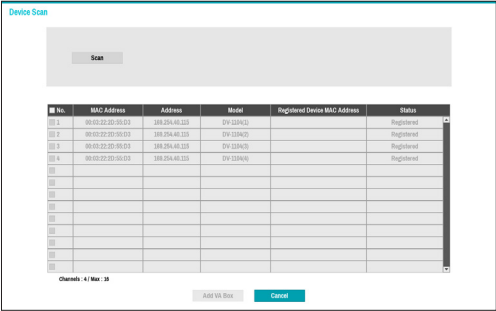 Device Scan
Scan
No. MAC Address Address Model Registered Device MAC Address Status
1 00:03:22:2D:55:D3 169.254.46.115 DV-1104(1) Registered
2 00:03:22:2D:55:D3 169.254.46.115 DV-1104(2) Registered
3 00:03:22:2D:55:D3 169.254.46.115 DV-1104(3) Registered
4 00:03:22:2D:55:D3 169.254.46.115 DV-1104(4) Registered
Channels : 4 / Max : 16
Add VA Box Cancel